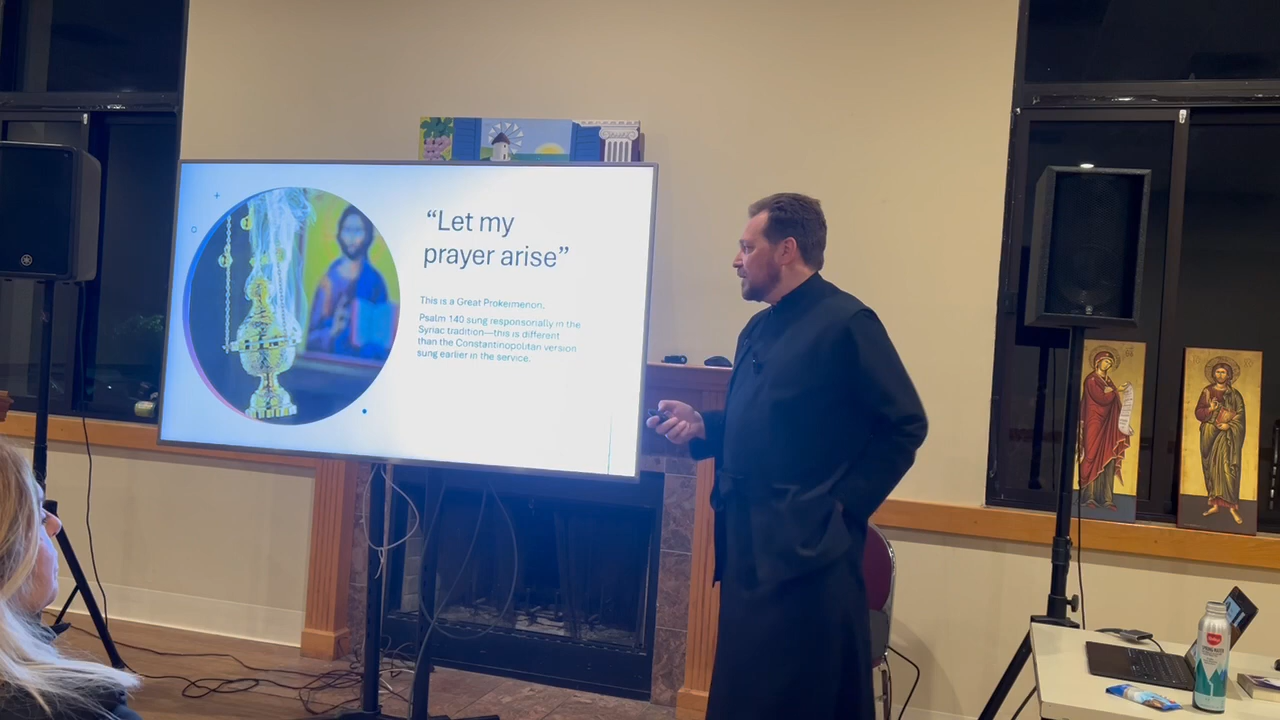 “Let my
prayer arise”
This is a Great Prokeimenon.
Psalm 140 sung responsorially in the
Syriac tradition—this is different
than the Constantinopolitan version
sung earlier in the service.